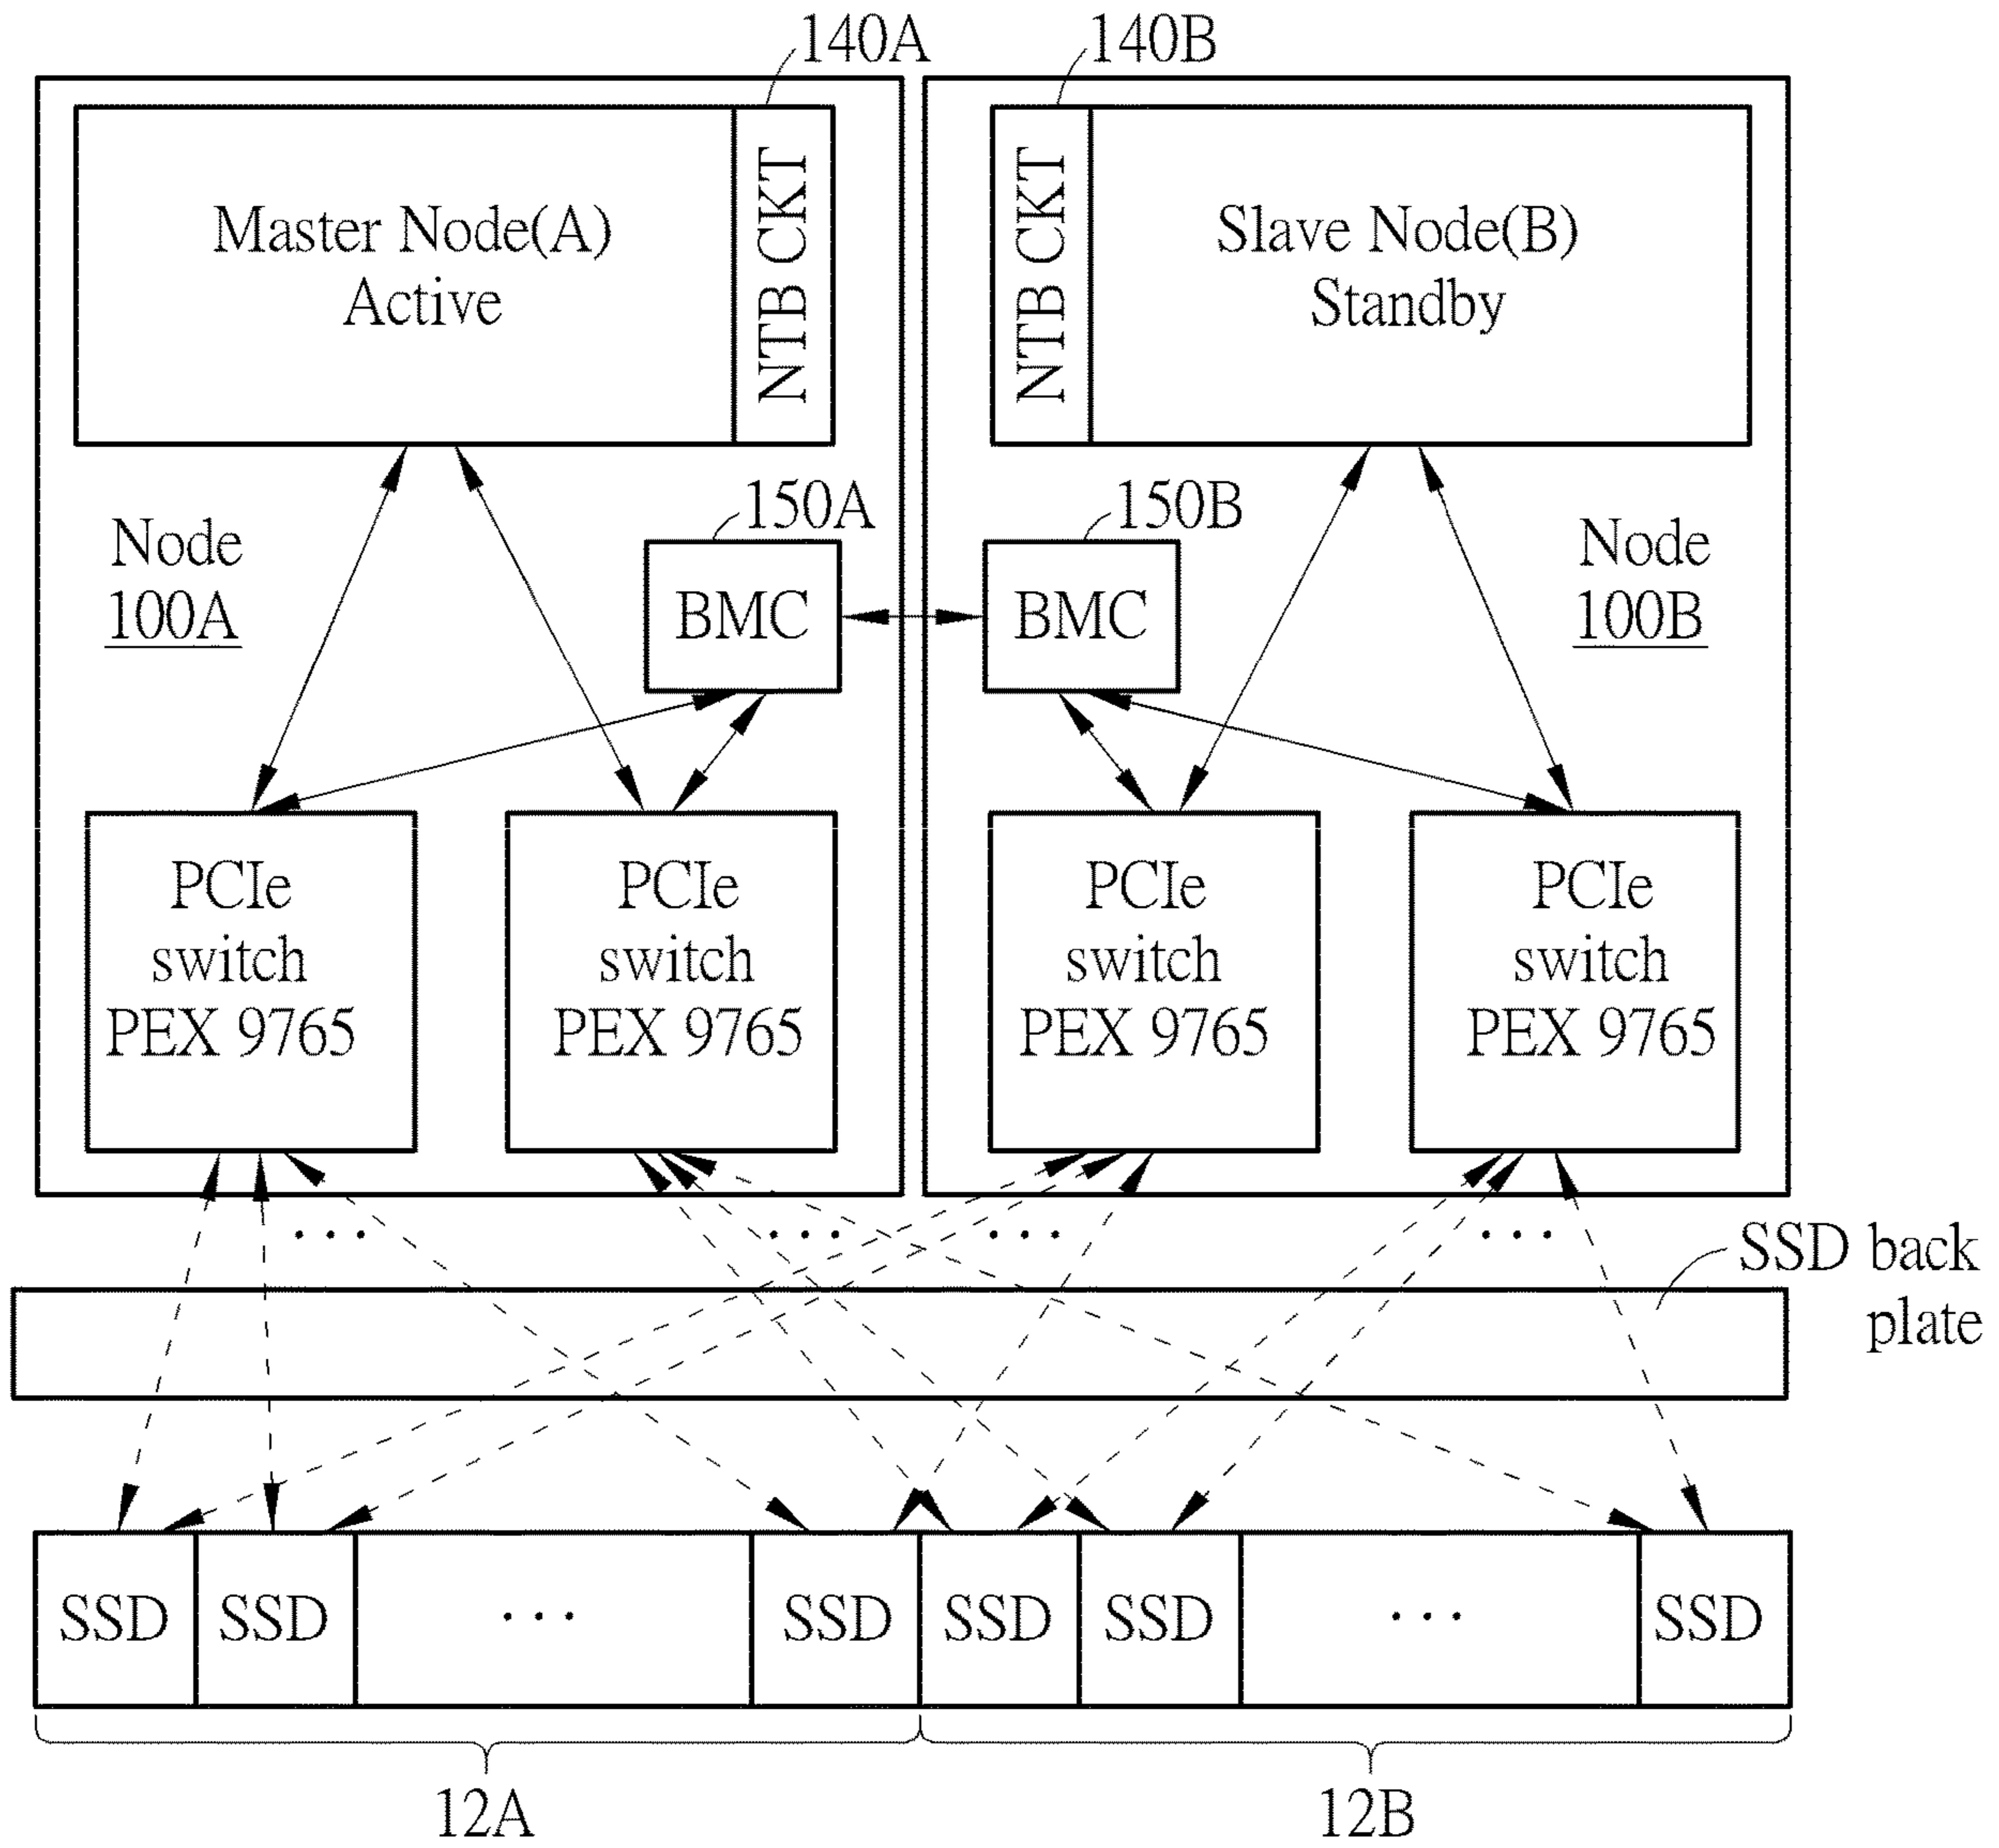 140A
140B
Master Node(A)
Active
NTB CKT
NTB CKT
Slave Node(B)
Standby
Node
100A
150A
BMC
150B
BMC
Node
100B
PCIe
switch
PEX 9765
PCIe
switch
PEX 9765
PCIe
switch
PEX 9765
PCIe
switch
PEX 9765
...
...
...
...
SSD back
plate
SSD
SSD
...
SSD
SSD
SSD
...
SSD
12A
12B